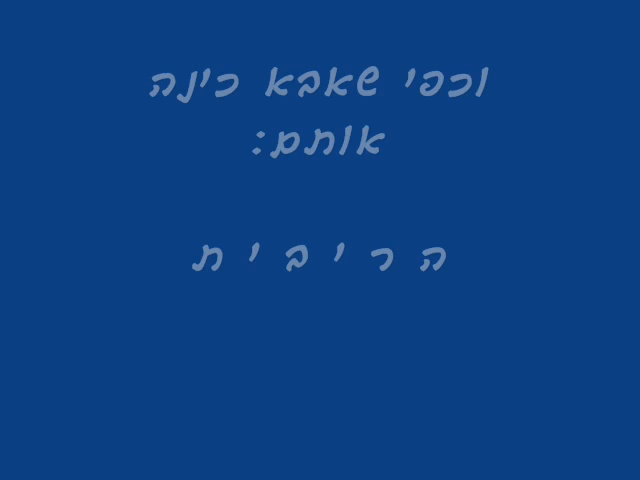 וכפי שאבא כינה
אותם:
ה ר י ב י ת